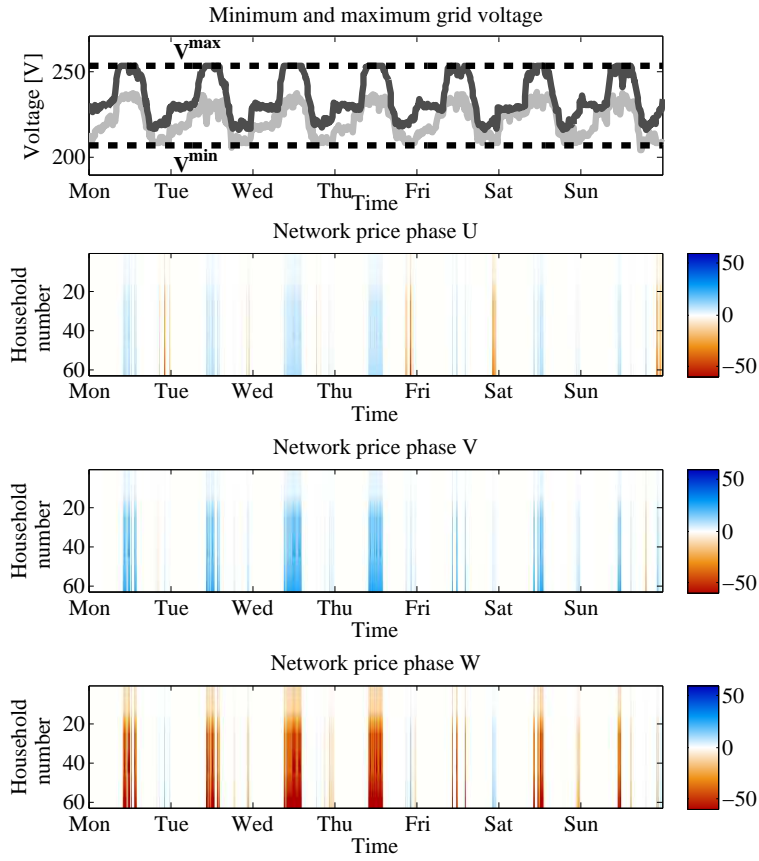 Minimum and maximum grid voltage
Voltage [V]
250
200
V^max
V^min
Mon Tue Wed Thu Fri Sat Sun
Time
Network price phase U
Household
number
20
40
60
Mon Tue Wed Thu Fri Sat Sun
Time
50
0
−50
Network price phase V
Household
number
20
40
60
Mon Tue Wed Thu Fri Sat Sun
Time
50
0
−50
Network price phase W
Household
number
20
40
60
Mon Tue Wed Thu Fri Sat Sun
Time
50
0
−50